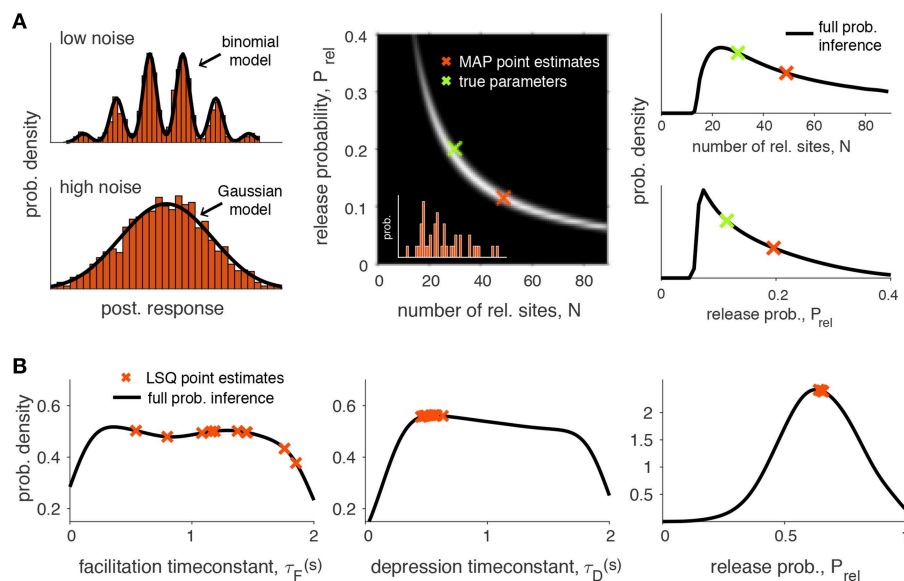 A
low noise
binomial
model
high noise
Gaussian
model
prob. density
post. response
0.4
0.3
0.2
0.1
0
release probability, P_rel
MAP point estimates
true parameters
prob.
20 40 60 80
number of rel. sites, N
full prob.
inference
prob. density
0 20 40 60 80
number of rel. sites, N
0 0.2 0.4
release prob., P_rel
B
LSQ point estimates
full prob. inference
prob. density
0.6
0.4
0.2
0 1 2
facilitation timeconstant, τ_F(s)
0.6
0.4
0.2
0 1 2
depression timeconstant, τ_D(s)
2
1.5
1
0.5
0
0 0.5 1
release prob., P_rel